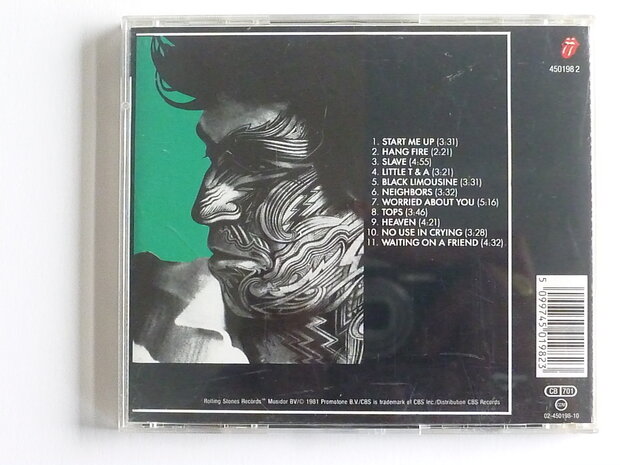 450198 2
1. START ME UP (3:31)
2. HANG FIRE (2:21)
3. SLAVE (4:55)
4. LITTLE T & A (3:21)
5. BLACK LIMOUSINE (3:31)
6. NEIGHBORS (3:32)
7. WORRIED ABOUT YOU (5:16)
8. TOPS (3:46)
9. HEAVEN (4:21)
10. NO USE IN CRYING (3:28)
11. WAITING ON A FRIEND (4:32)
5 099745 019823
CB 701
02-450198-10
Rolling Stones Records™ Musidor BV/© 1981 Promotone B.V./CBS is trademark of CBS Inc./Distribution CBS Records